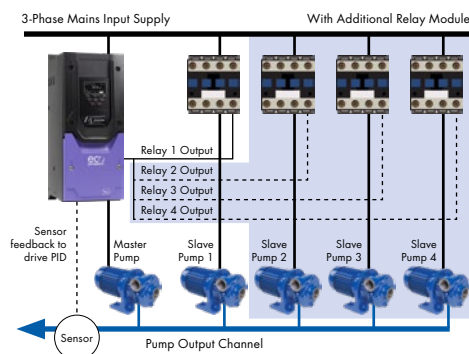 3-Phase Mains Input Supply
With Additional Relay Module
eco
Relay 1 Output
Relay 2 Output
Relay 3 Output
Relay 4 Output
Sensor
feedback to
drive PID
Master
Pump
Slave
Pump 1
Slave
Pump 2
Slave
Pump 3
Slave
Pump 4
Sensor
Pump Output Channel